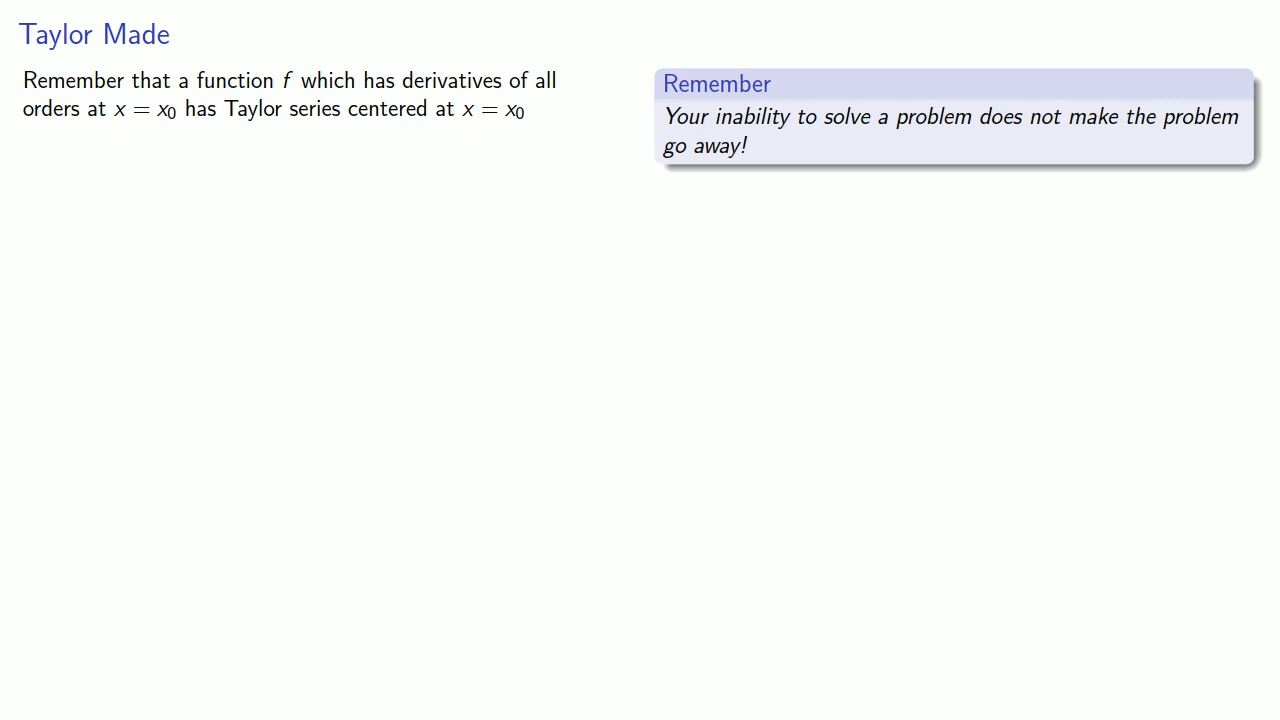 Taylor Made
Remember that a function f which has derivatives of all
orders at x = x₀ has Taylor series centered at x = x₀
Remember
Your inability to solve a problem does not make the problem
go away!